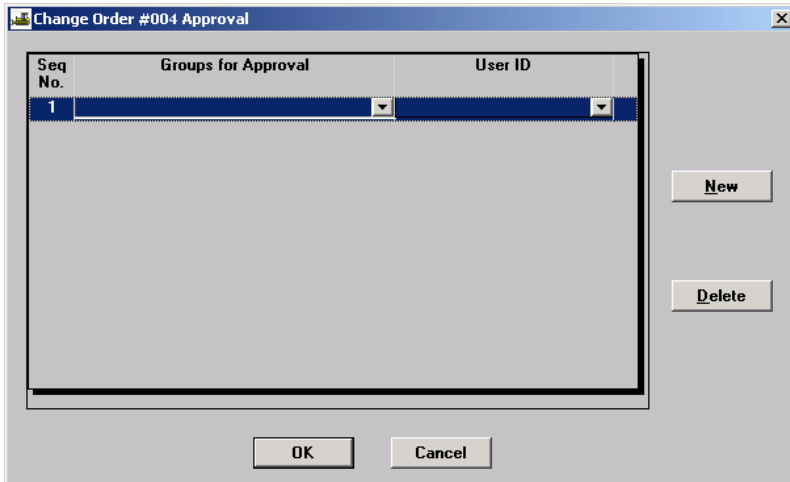 Change Order #004 Approval
Seq No.
Groups for Approval
User ID
1
New
Delete
OK
Cancel